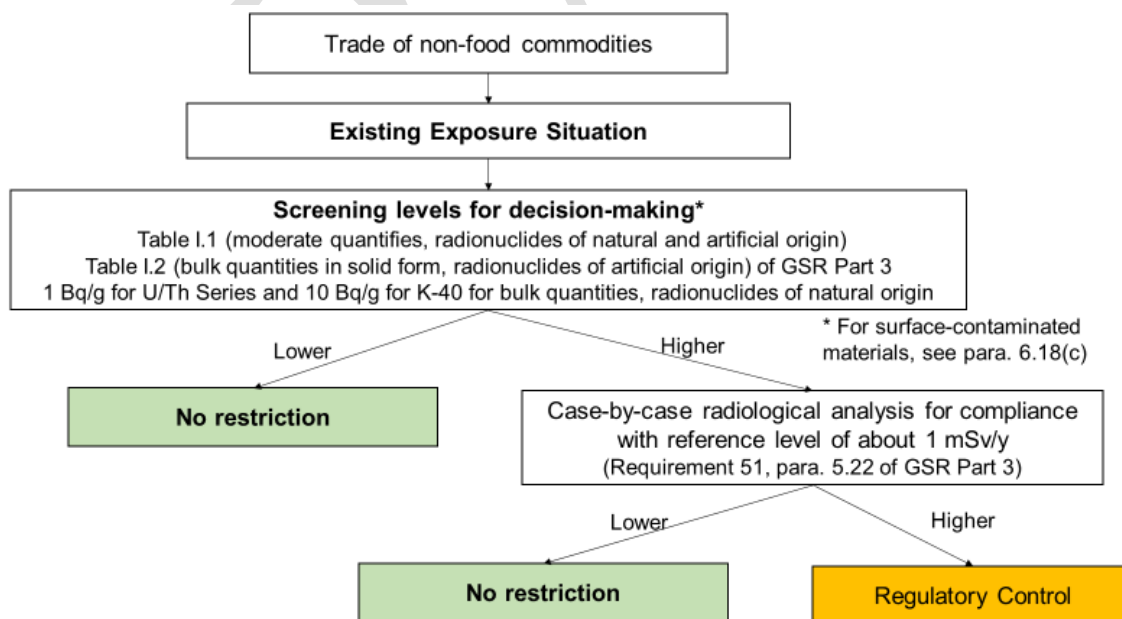 Trade of non-food commodities
Existing Exposure Situation
Screening levels for decision-making*
Table I.1 (moderate quantifies, radionuclides of natural and artificial origin)
Table I.2 (bulk quantities in solid form, radionuclides of artificial origin) of GSR Part 3
1 Bq/g for U/Th Series and 10 Bq/g for K-40 for bulk quantities, radionuclides of natural origin
* For surface-contaminated
materials, see para. 6.18(c)
Lower
Higher
No restriction
Case-by-case radiological analysis for compliance
with reference level of about 1 mSv/y
(Requirement 51, para. 5.22 of GSR Part 3)
Lower
Higher
No restriction
Regulatory Control